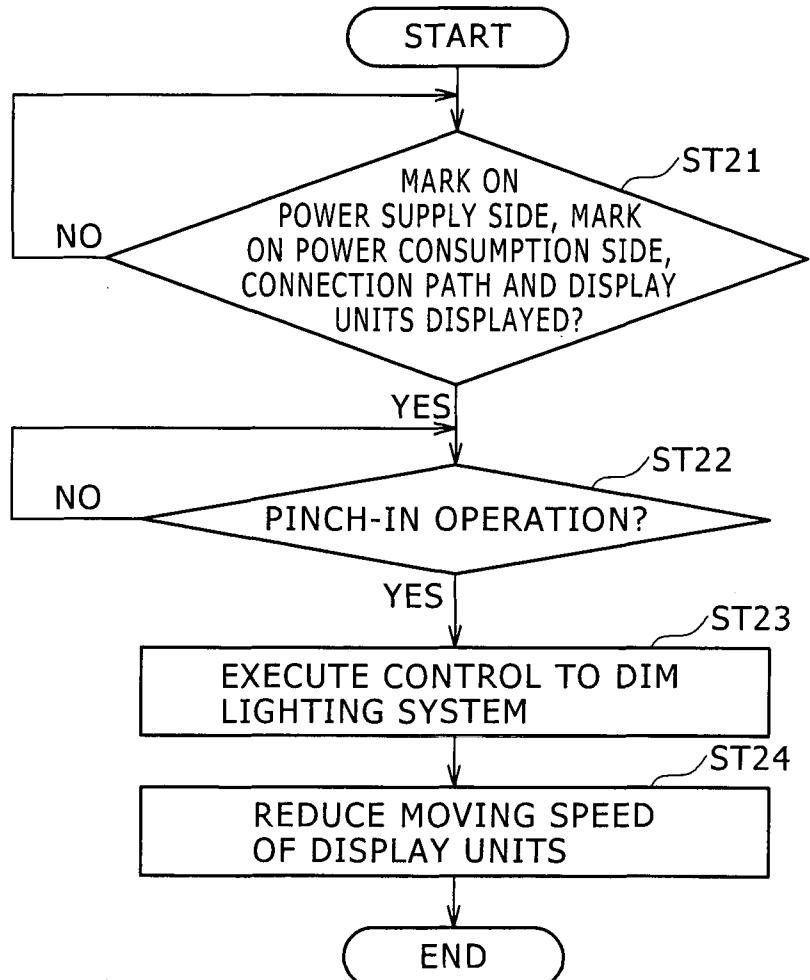 START
ST21
MARK ON
POWER SUPPLY SIDE, MARK
ON POWER CONSUMPTION SIDE,
CONNECTION PATH AND DISPLAY
UNITS DISPLAYED?
NO
YES
ST22
NO
PINCH-IN OPERATION?
YES
ST23
EXECUTE CONTROL TO DIM
LIGHTING SYSTEM
ST24
REDUCE MOVING SPEED
OF DISPLAY UNITS
END